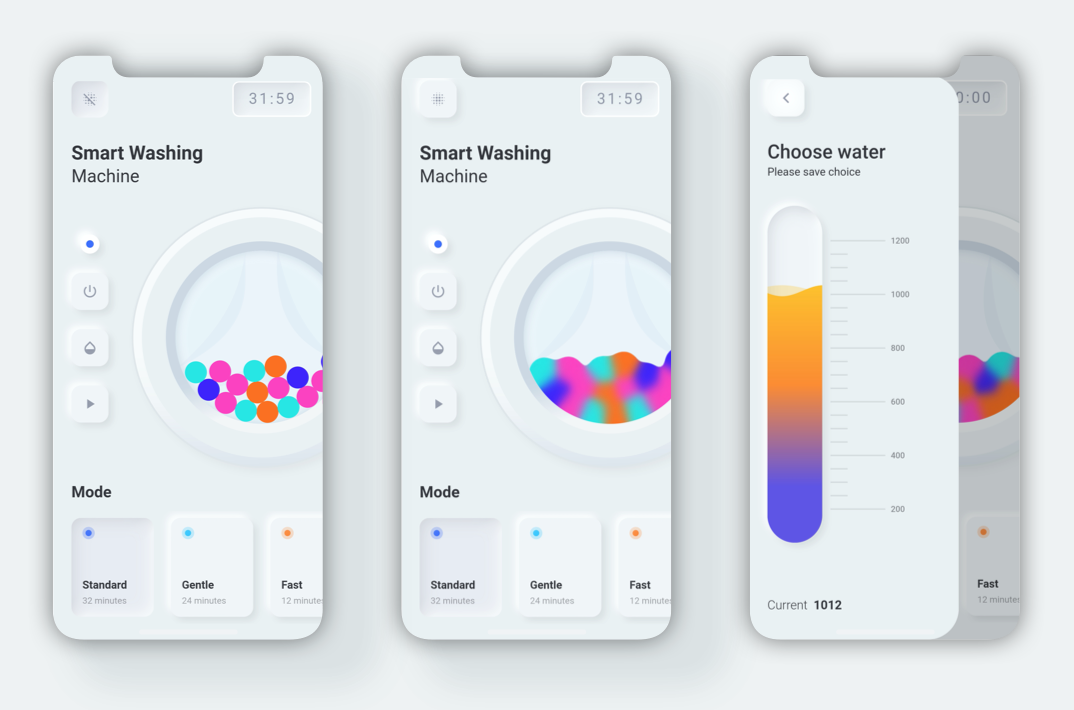 31:59
Smart Washing
Machine
Mode
Standard
32 minutes
Gentle
24 minutes
Fast
12 minutes
31:59
Smart Washing
Machine
Mode
Standard
32 minutes
Gentle
24 minutes
Fast
12 minutes
0:00
Choose water
Please save choice
1200
1000
800
600
400
200
Fast
12 minutes
Current 1012